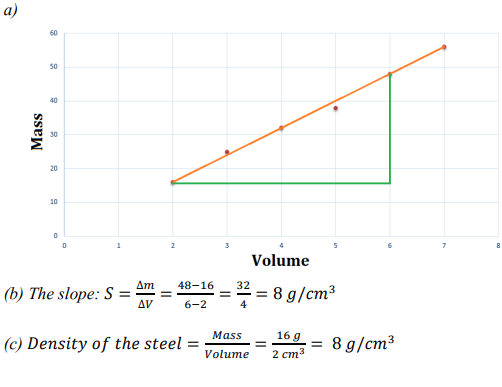 a)
60
50
40
30
20
10
0
Mass
0 1 2 3 4 5 6 7 8
Volume
(b) The slope: S = Δm/ΔV = 48−16/6−2 = 32/4 = 8 g/cm³
(c) Density of the steel = Mass/Volume = 16 g/2 cm³ = 8 g/cm³